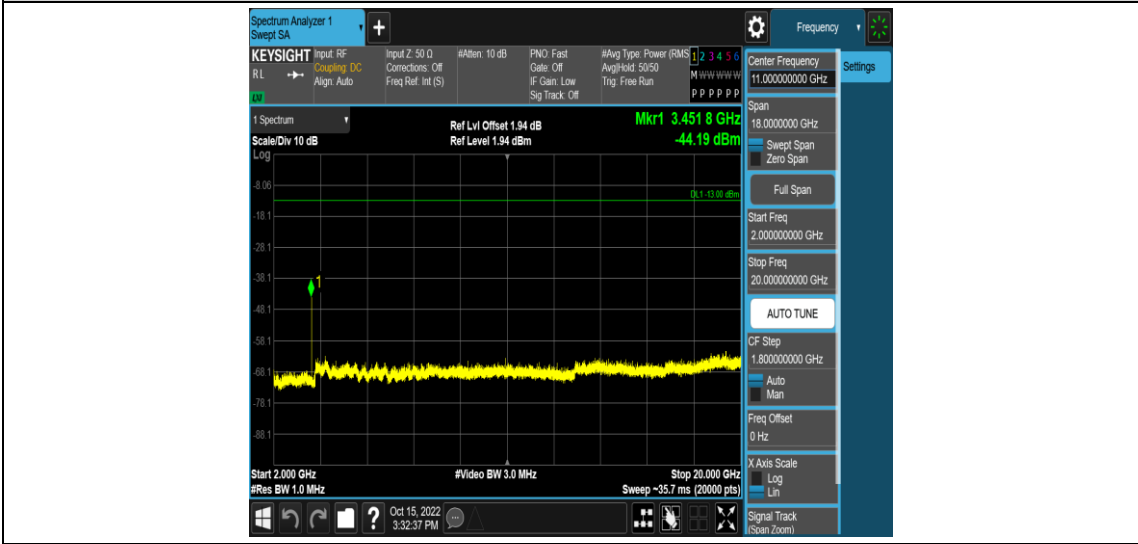 Spectrum Analyzer 1
Swept SA
+
Frequency
KEYSIGHT
RL
LXI
Input: RF
Coupling: DC
Align: Auto
Input Z: 50 Ω
Corrections: Off
Freq Ref: Int (S)
#Atten: 10 dB
PNO: Fast
Gate: Off
IF Gain: Low
Sig Track: Off
#Avg Type: Power (RMS
Avg|Hold: 50/50
Trig: Free Run
1 2 3 4 5 6
M W W W W W
P P P P P P
1 Spectrum
Scale/Div 10 dB
Log
Ref Lvl Offset 1.94 dB
Ref Level 1.94 dBm
Mkr1 3.451 8 GHz
-44.19 dBm
-8.06
-18.1
-28.1
-38.1
-48.1
-58.1
-68.1
-78.1
-88.1
DL1 -13.00 dBm
1
Start 2.000 GHz
#Res BW 1.0 MHz
#Video BW 3.0 MHz
Stop 20.000 GHz
Sweep ~35.7 ms (20000 pts)
?
Oct 15, 2022
3:32:37 PM
Center Frequency
11.000000000 GHz
Settings
Span
18.0000000 GHz
Swept Span
Zero Span
Full Span
Start Freq
2.000000000 GHz
Stop Freq
20.000000000 GHz
AUTO TUNE
CF Step
1.800000000 GHz
Auto
Man
Freq Offset
0 Hz
X Axis Scale
Log
Lin
Signal Track
(Span Zoom)